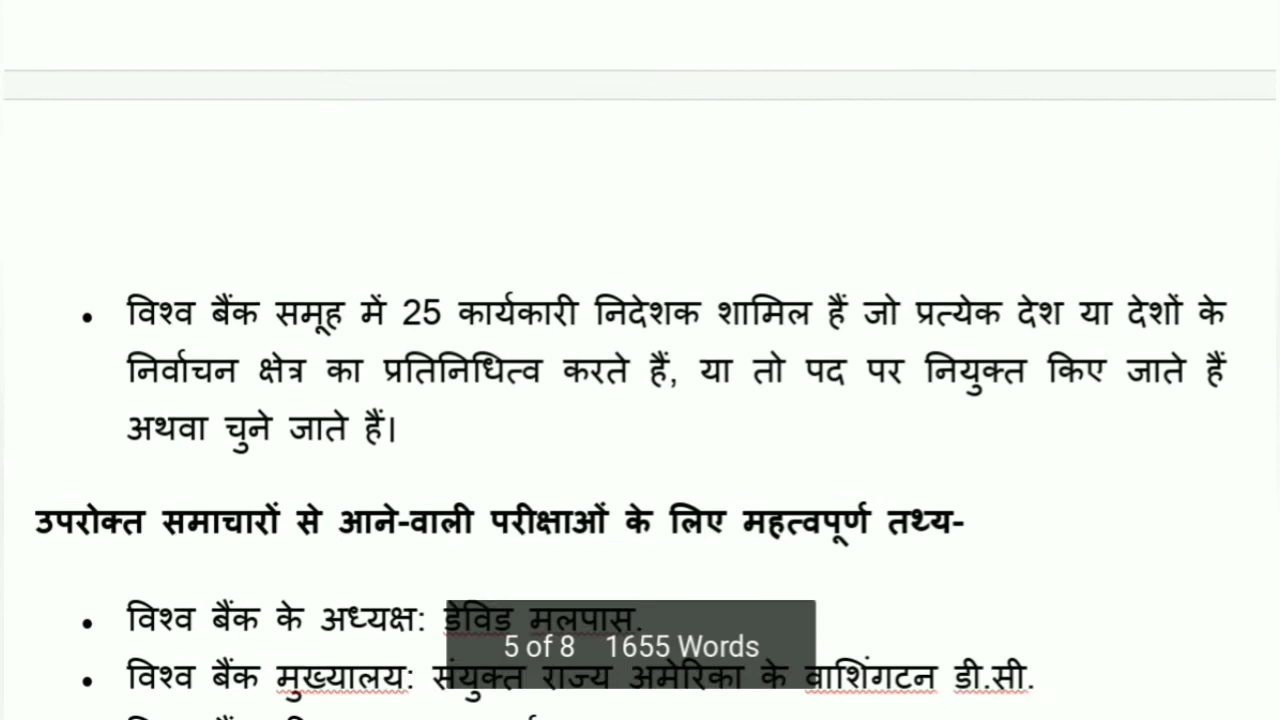 • विश्व बैंक समूह में 25 कार्यकारी निदेशक शामिल हैं जो प्रत्येक देश या देशों के
निर्वाचन क्षेत्र का प्रतिनिधित्व करते हैं, या तो पद पर नियुक्त किए जाते हैं
अथवा चुने जाते हैं।
उपरोक्त समाचारों से आने-वाली परीक्षाओं के लिए महत्वपूर्ण तथ्य-
• विश्व बैंक के अध्यक्ष: डेविड मलपास.
5 of 8 1655 Words
• विश्व बैंक मुख्यालय: संयुक्त राज्य अमेरिका के वाशिंगटन डी.सी.